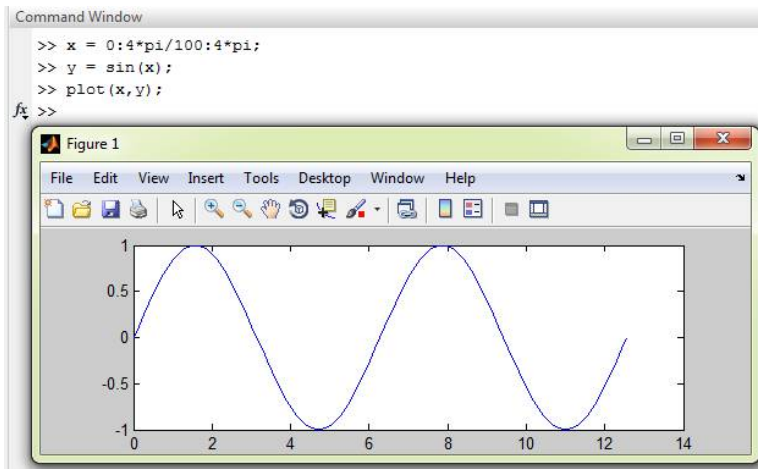 Command Window
>> x = 0:4*pi/100:4*pi;
>> y = sin(x);
>> plot(x,y);
fx >>
Figure 1
File Edit View Insert Tools Desktop Window Help
1
0.5
0
-0.5
-1
0 2 4 6 8 10 12 14